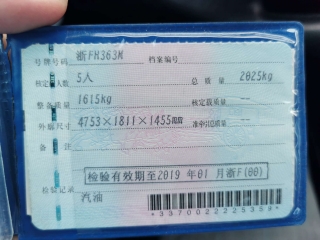 号牌号码 浙FH363M 档案编号
核定载人数 5人 总质量 2025kg
整备质量 1615kg 核定载质量 ---
外廓尺寸 4753×1811×1455mm 准牵引总质量 ---
备注
检验有效期至2019年01月浙F(00)
检验记录
汽油
*3370022225359*